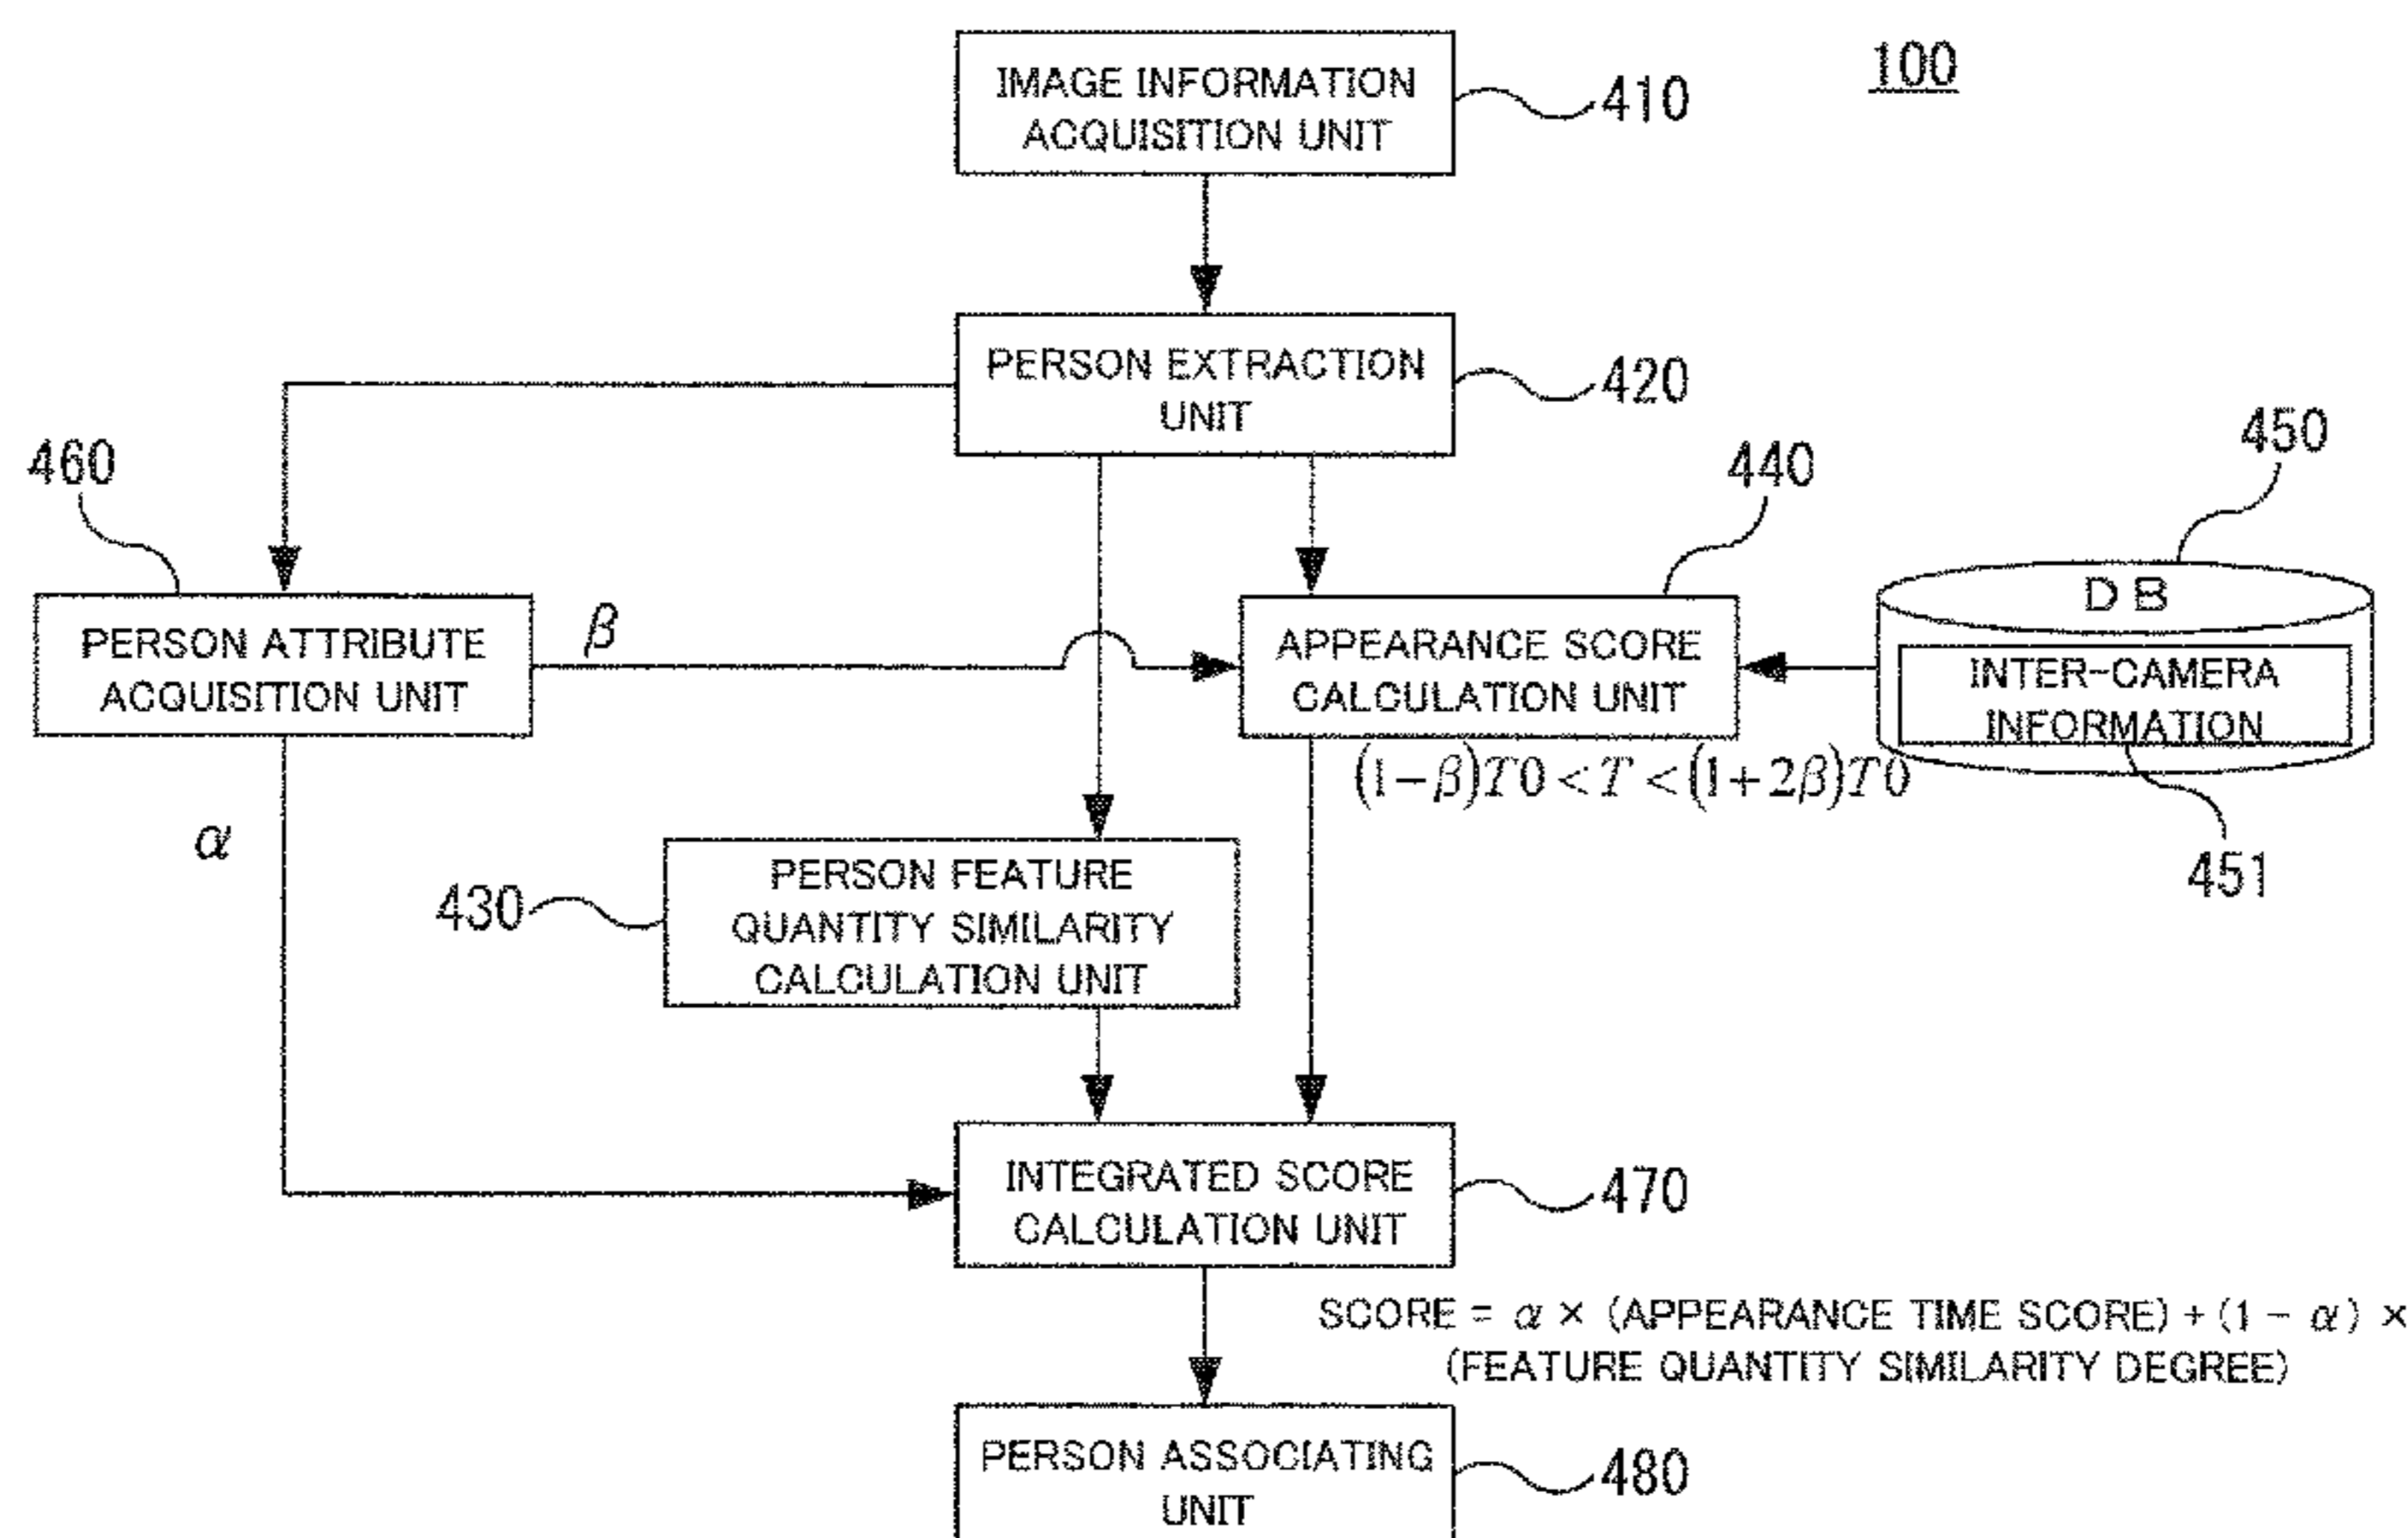 100
IMAGE INFORMATION
ACQUISITION UNIT
410
PERSON EXTRACTION
UNIT
420
460
440
450
PERSON ATTRIBUTE
ACQUISITION UNIT
β
APPEARANCE SCORE
CALCULATION UNIT
DB
INTER-CAMERA
INFORMATION
(1-β)T0<T<(1+2β)T0
451
α
430
PERSON FEATURE
QUANTITY SIMILARITY
CALCULATION UNIT
INTEGRATED SCORE
CALCULATION UNIT
470
SCORE = α × (APPEARANCE TIME SCORE) + (1 - α) ×
(FEATURE QUANTITY SIMILARITY DEGREE)
PERSON ASSOCIATING
UNIT
480